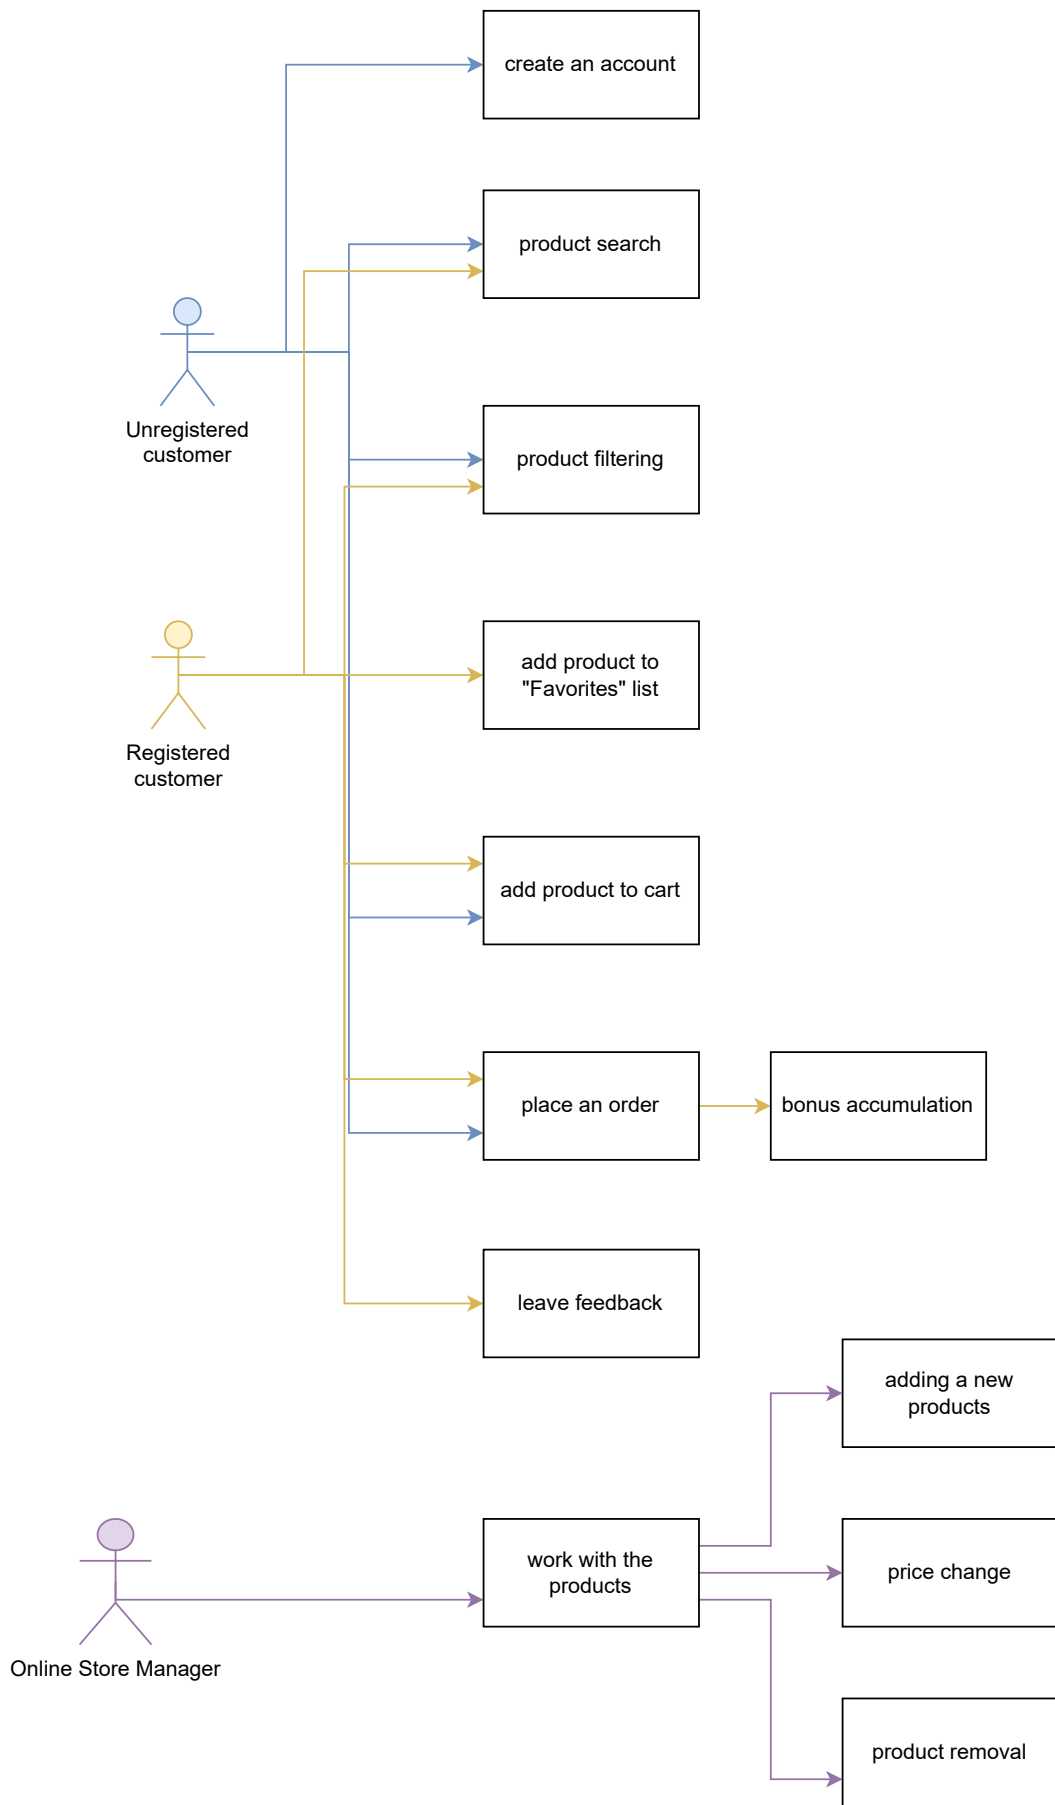 create an account
product search
Unregistered
customer
product filtering
add product to
"Favorites" list
Registered
customer
add product to cart
place an order
bonus accumulation
leave feedback
adding a new
products
work with the
products
price change
Online Store Manager
product removal